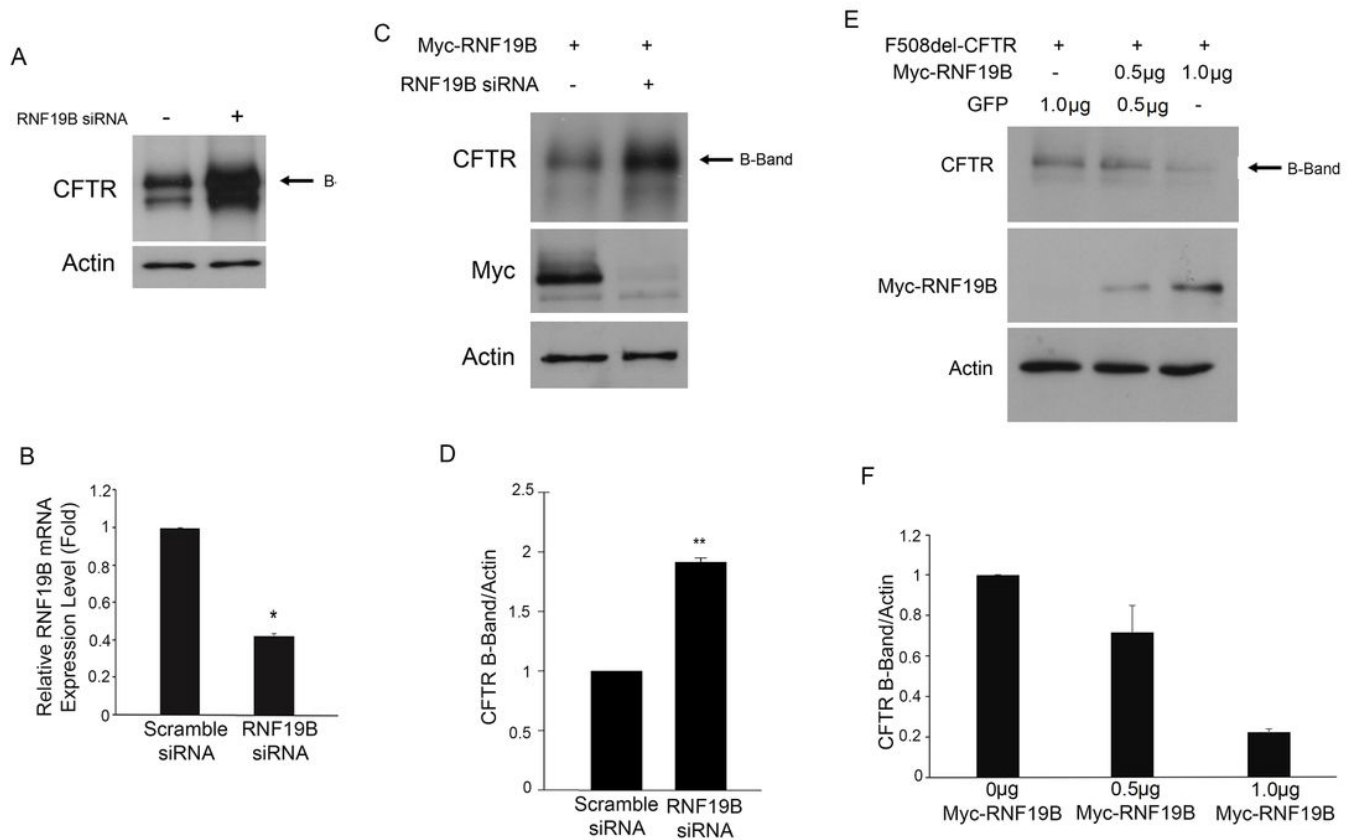 A
RNF19B siRNA - +
CFTR
B-
Actin
B
Relative RNF19B mRNA
Expression Level (Fold)
1.2
1
0.8
0.6
0.4
0.2
0
*
Scramble
siRNA
RNF19B
siRNA
C
Myc-RNF19B + +
RNF19B siRNA - +
CFTR
B-Band
Myc
Actin
D
CFTR B-Band/Actin
2.5
2
1.5
1
0.5
0
**
Scramble
siRNA
RNF19B
siRNA
E
F508del-CFTR + + +
Myc-RNF19B - 0.5µg 1.0µg
GFP 1.0µg 0.5µg -
CFTR
B-Band
Myc-RNF19B
Actin
F
CFTR B-Band/Actin
1.2
1
0.8
0.6
0.4
0.2
0
0µg
Myc-RNF19B
0.5µg
Myc-RNF19B
1.0µg
Myc-RNF19B